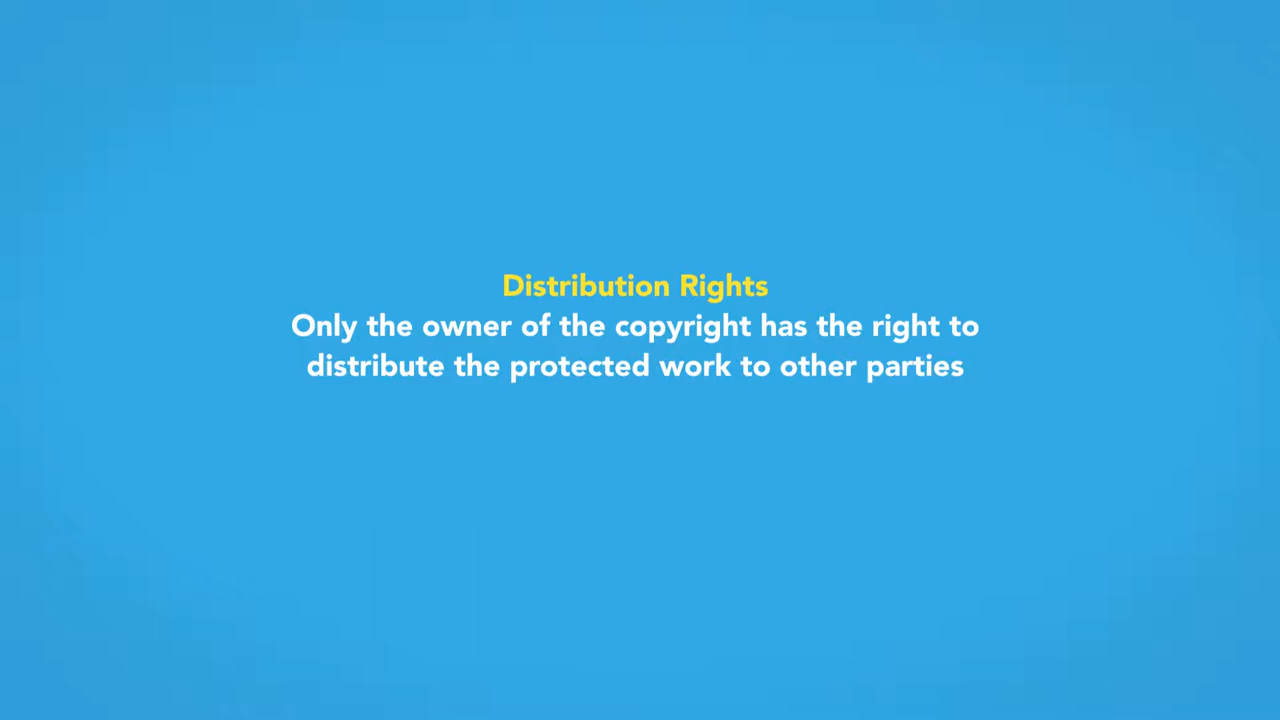 Distribution Rights
Only the owner of the copyright has the right to
distribute the protected work to other parties